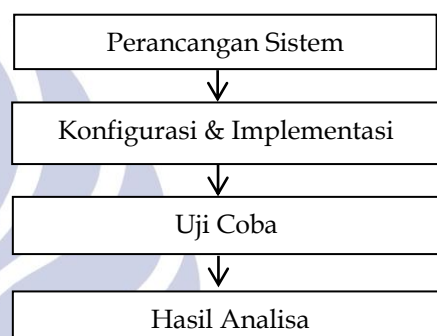 Perancangan Sistem
Konfigurasi & Implementasi
Uji Coba
Hasil Analisa